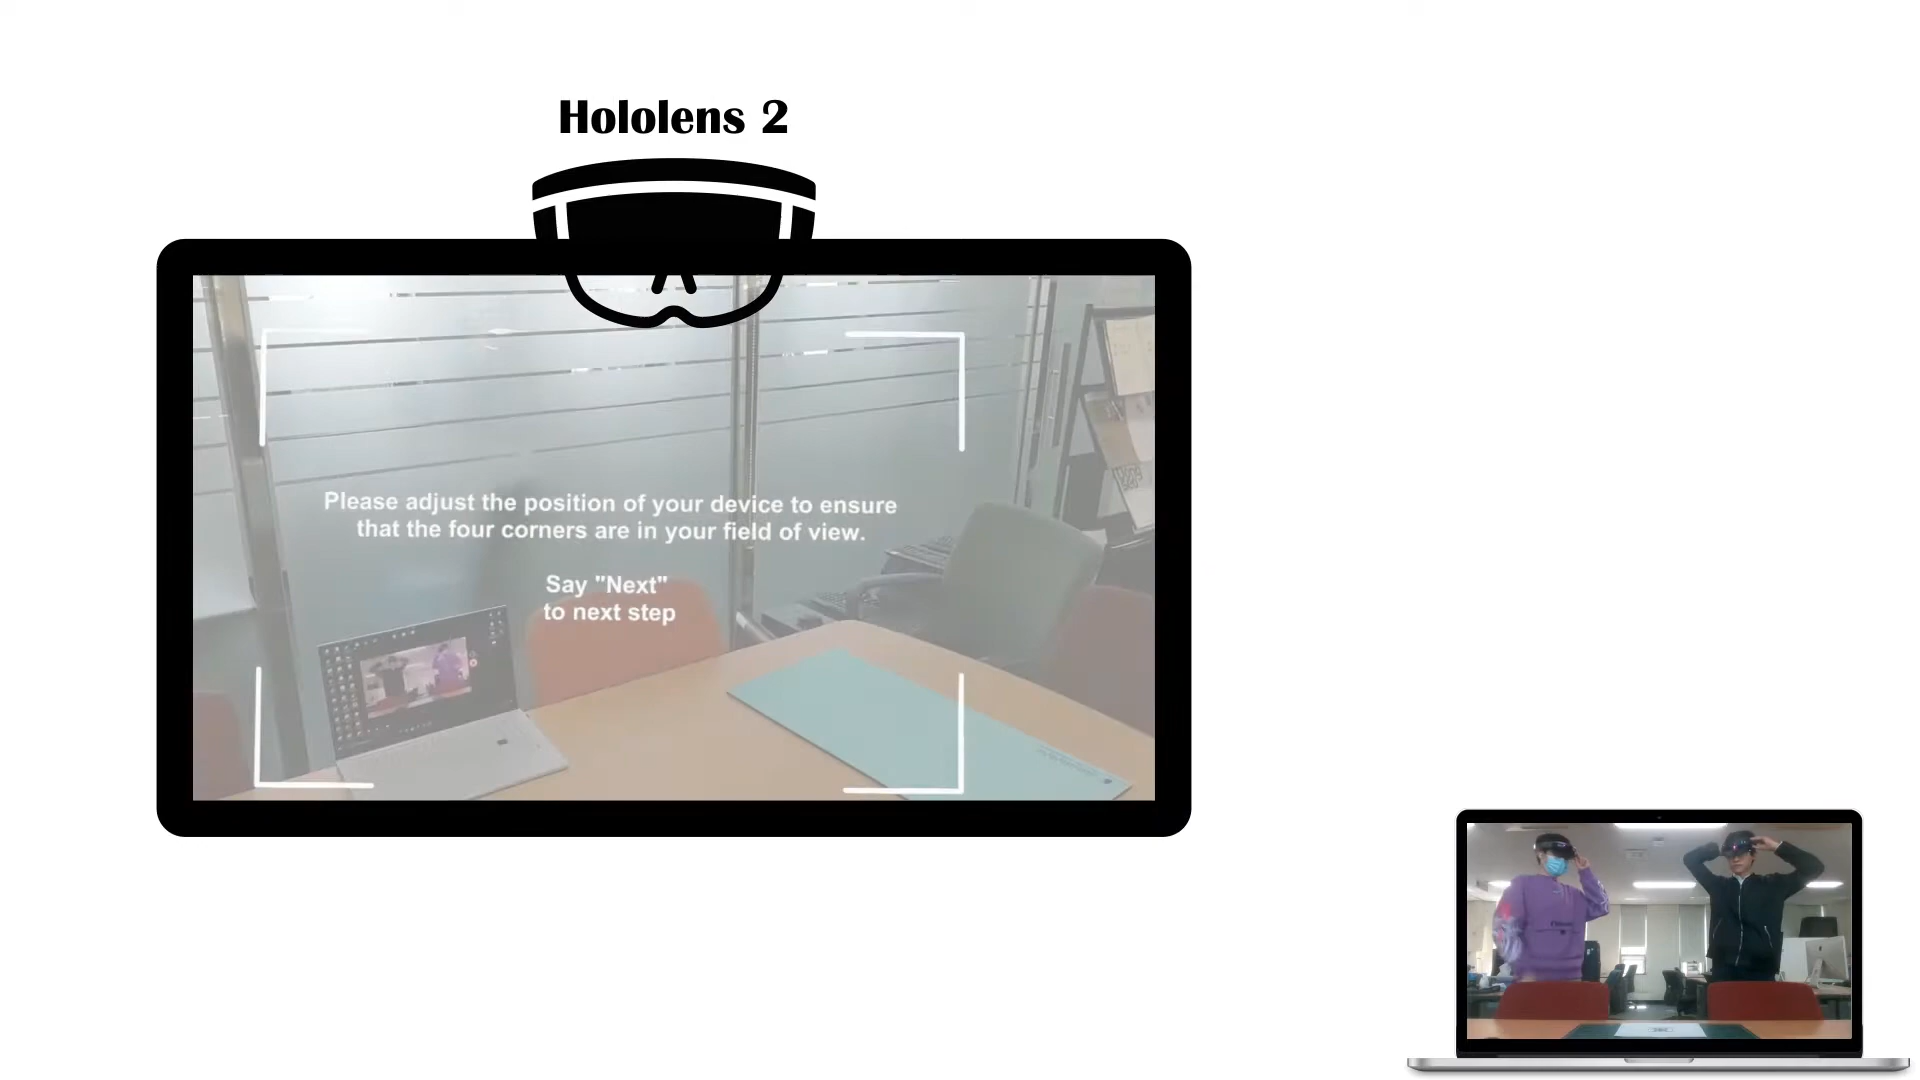 Hololens 2
Please adjust the position of your device to ensure
that the four corners are in your field of view.
Say "Next"
to next step